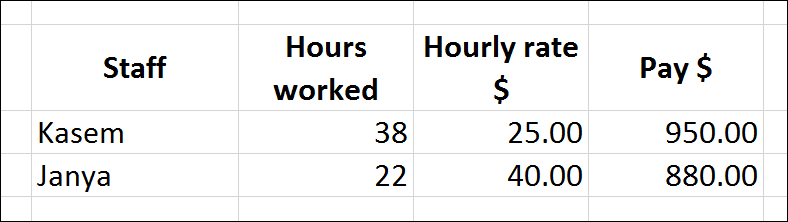 Staff Hours worked Hourly rate $ Pay $
Kasem 38 25.00 950.00
Janya 22 40.00 880.00